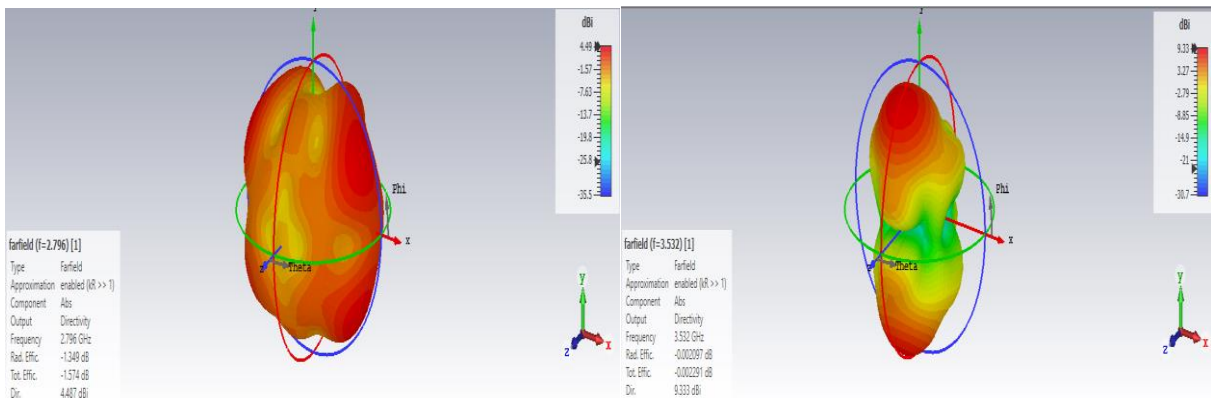 dBi
4.49
-1.57
-7.63
-13.7
-19.8
-25.8
-35.5
Phi
x
z
Theta
farfield (f=2.796) [1]
Type Farfield
Approximation enabled (kR >> 1)
Component Abs
Output Directivity
Frequency 2.796 GHz
Rad. Effic. -1.349 dB
Tot. Effic. -1.574 dB
Dir. 4.487 dBi
y
z
x
dBi
9.33
3.27
-2.79
-8.85
-14.9
-21
-30.7
Phi
x
z
Theta
farfield (f=3.532) [1]
Type Farfield
Approximation enabled (kR >> 1)
Component Abs
Output Directivity
Frequency 3.532 GHz
Rad. Effic. -0.002097 dB
Tot. Effic. -0.002291 dB
Dir. 9.333 dBi
y
z
x